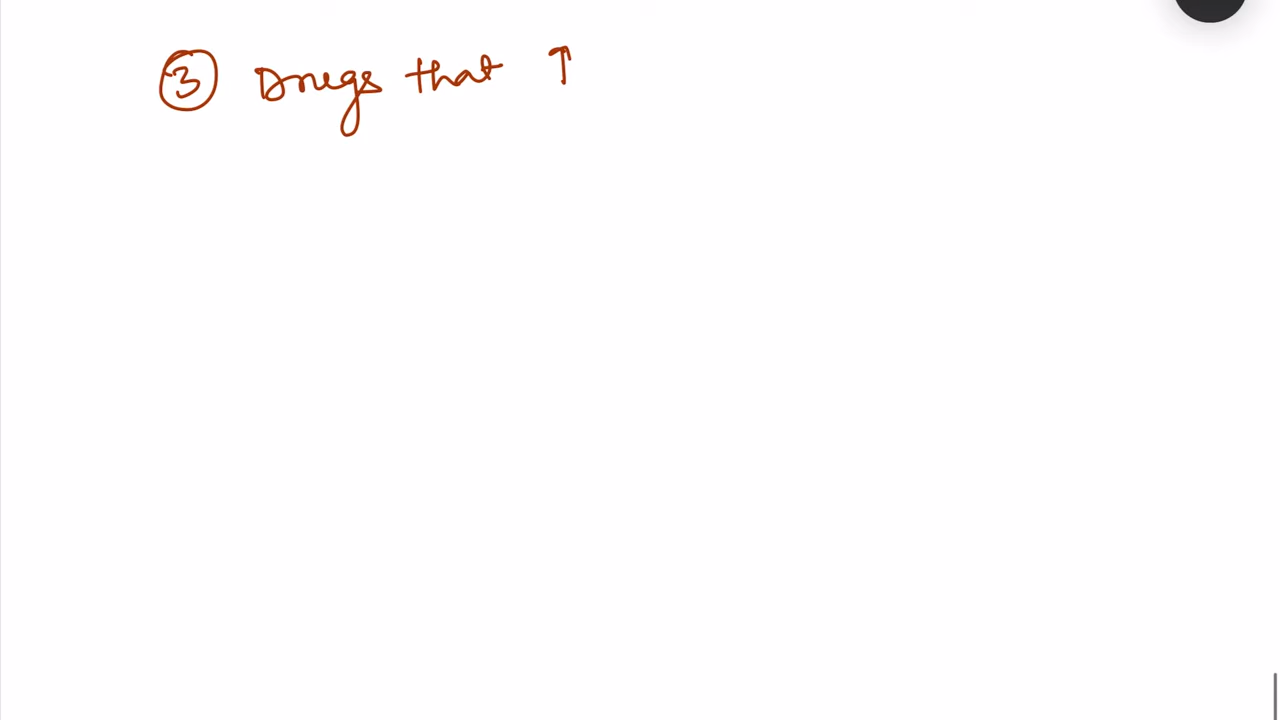 ③ Drugs that ↑